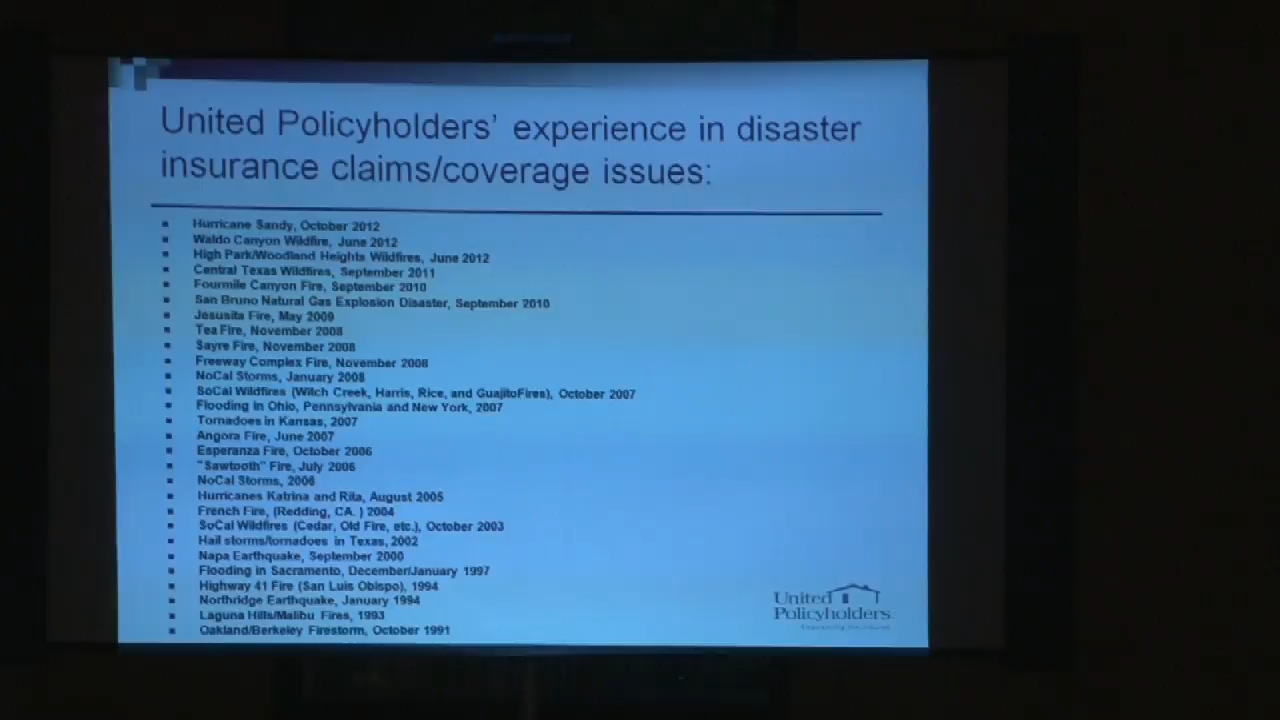 United Policyholders' experience in disaster
insurance claims/coverage issues:
Hurricane Sandy, October 2012
Waldo Canyon Wildfire, June 2012
High Park/Woodland Heights Wildfires, June 2012
Central Texas Wildfires, September 2011
Fourmile Canyon Fire, September 2010
San Bruno Natural Gas Explosion Disaster, September 2010
Jesusita Fire, May 2009
Tea Fire, November 2008
Sayre Fire, November 2008
Freeway Complex Fire, November 2008
NoCal Storms, January 2008
SoCal Wildfires (Witch Creek, Harris, Rice, and GuajitoFires), October 2007
Flooding in Ohio, Pennsylvania and New York, 2007
Tornadoes in Kansas, 2007
Angora Fire, June 2007
Esperanza Fire, October 2006
"Sawtooth" Fire, July 2006
NoCal Storms, 2006
Hurricanes Katrina and Rita, August 2005
French Fire, (Redding, CA. ) 2004
SoCal Wildfires (Cedar, Old Fire, etc.), October 2003
Hail storms/tornadoes in Texas, 2002
Napa Earthquake, September 2000
Flooding in Sacramento, December/January 1997
Highway 41 Fire (San Luis Obispo), 1994
Northridge Earthquake, January 1994
Laguna Hills/Malibu Fires, 1993
Oakland/Berkeley Firestorm, October 1991
United
Policyholders